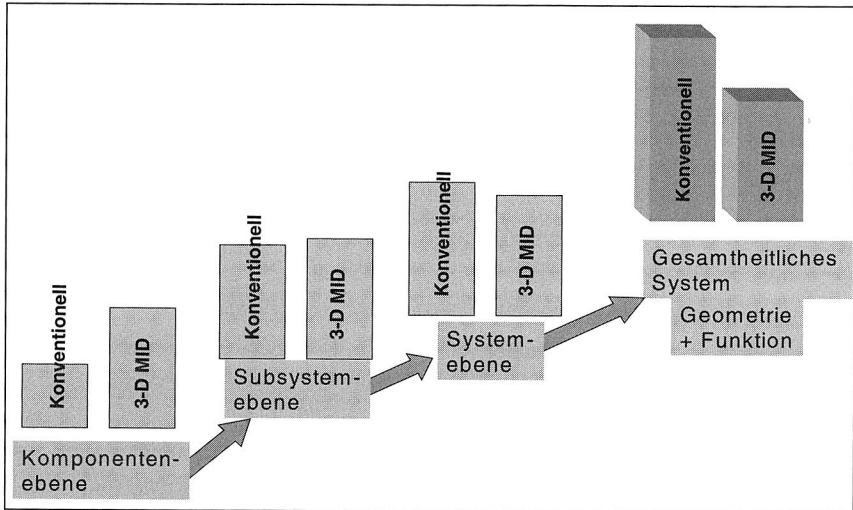 Konventionell
3-D MID
Komponenten-
ebene
Konventionell
3-D MID
Subsystem-
ebene
Konventionell
3-D MID
System-
ebene
Konventionell
3-D MID
Gesamtheitliches
System
Geometrie
+ Funktion